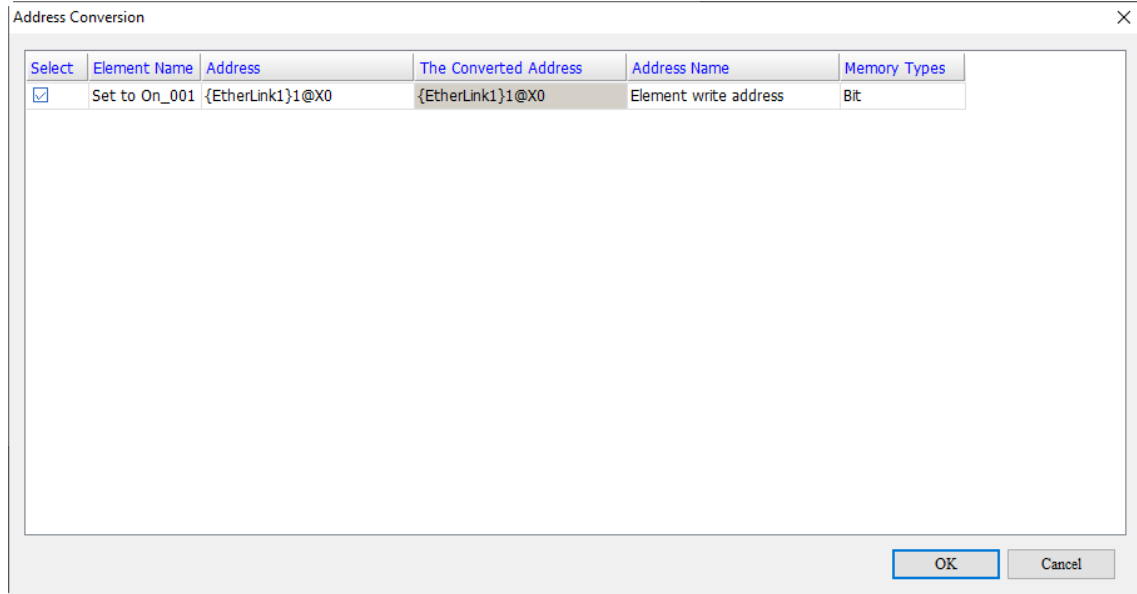 Address Conversion
Select Element Name Address The Converted Address Address Name Memory Types
Set to On_001 {EtherLink1}1@X0 {EtherLink1}1@X0 Element write address Bit
OK Cancel